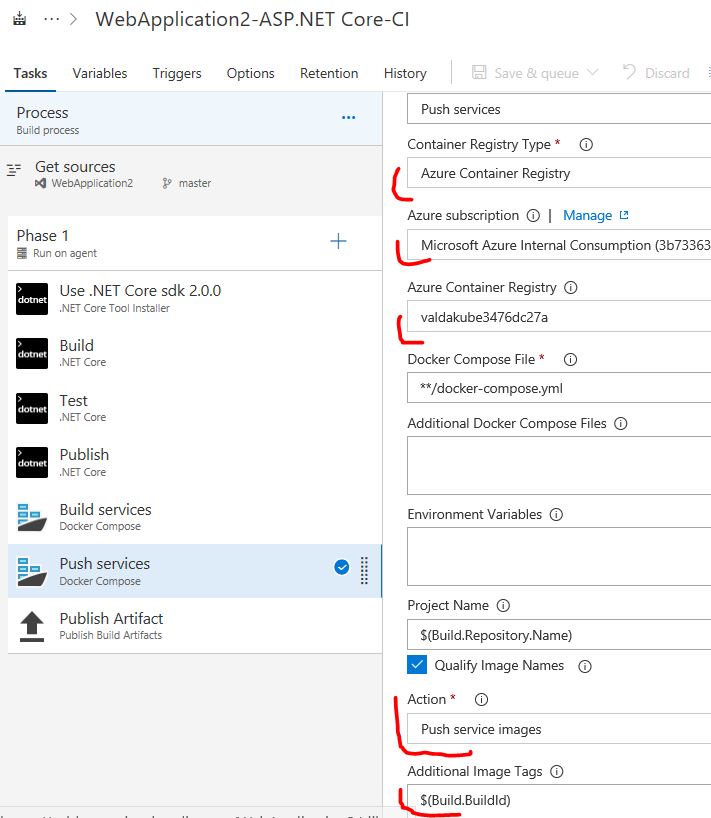 ··· > WebApplication2-ASP.NET Core-CI
Tasks Variables Triggers Options Retention History Save & queue Discard
Process
Build process
Get sources
WebApplication2 master
Phase 1
Run on agent
dotnet
Use .NET Core sdk 2.0.0
.NET Core Tool Installer
dotnet
Build
.NET Core
dotnet
Test
.NET Core
dotnet
Publish
.NET Core
Build services
Docker Compose
Push services
Docker Compose
Publish Artifact
Publish Build Artifacts
Push services
Container Registry Type *
Azure Container Registry
Azure subscription | Manage
Microsoft Azure Internal Consumption (3b73363
Azure Container Registry
valdakube3476dc27a
Docker Compose File *
**/docker-compose.yml
Additional Docker Compose Files
Environment Variables
Project Name
$(Build.Repository.Name)
Qualify Image Names
Action *
Push service images
Additional Image Tags
$(Build.BuildId)